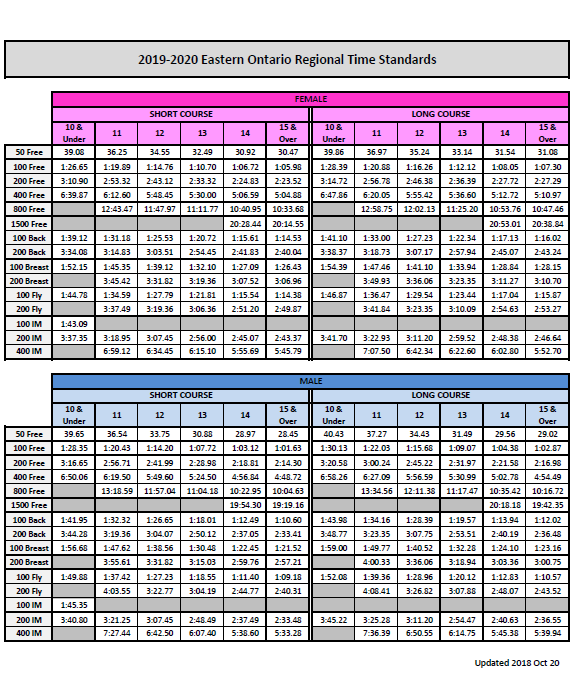 2019-2020 Eastern Ontario Regional Time Standards
FEMALE
SHORT COURSE LONG COURSE
10 & Under 11 12 13 14 15 & Over 10 & Under 11 12 13 14 15 & Over
50 Free 39.08 36.25 34.55 32.49 30.92 30.47 39.86 36.97 35.24 33.14 31.54 31.08
100 Free 1:26.65 1:19.89 1:14.76 1:10.70 1:06.72 1:05.98 1:28.39 1:20.88 1:16.26 1:12.12 1:08.05 1:07.30
200 Free 3:10.90 2:53.32 2:43.12 2:33.32 2:24.83 2:23.52 3:14.72 2:56.78 2:46.38 2:36.39 2:27.72 2:27.29
400 Free 6:39.87 6:12.60 5:48.45 5:30.00 5:06.59 5:04.88 6:47.86 6:20.05 5:55.42 5:36.60 5:12.72 5:10.97
800 Free 12:43.47 11:47.97 11:11.77 10:40.95 10:33.68 12:58.75 12:02.13 11:25.20 10:53.76 10:47.46
1500 Free 20:28.44 20:14.55 20:53.01 20:38.84
100 Back 1:39.12 1:31.18 1:25.53 1:20.72 1:15.61 1:14.53 1:41.10 1:33.00 1:27.23 1:22.34 1:17.13 1:16.02
200 Back 3:34.08 3:14.83 3:03.51 2:54.45 2:41.83 2:40.04 3:38.37 3:18.73 3:07.17 2:57.94 2:45.07 2:43.24
100 Breast 1:52.15 1:45.35 1:39.12 1:32.10 1:27.09 1:26.43 1:54.39 1:47.46 1:41.10 1:33.94 1:28.84 1:28.15
200 Breast 3:45.42 3:31.82 3:19.36 3:07.52 3:06.96 3:49.93 3:36.06 3:23.35 3:11.27 3:10.70
100 Fly 1:44.78 1:34.59 1:27.79 1:21.81 1:15.54 1:14.38 1:46.87 1:36.47 1:29.54 1:23.44 1:17.04 1:15.87
200 Fly 3:37.49 3:19.36 3:06.36 2:51.20 2:49.87 3:41.84 3:23.35 3:10.09 2:54.63 2:53.27
100 IM 1:43.09
200 IM 3:37.35 3:18.95 3:07.45 2:56.00 2:45.07 2:43.37 3:41.70 3:22.93 3:11.20 2:59.52 2:48.38 2:46.64
400 IM 6:59.12 6:34.45 6:15.10 5:55.69 5:45.79 7:07.50 6:42.34 6:22.60 6:02.80 5:52.70
MALE
SHORT COURSE LONG COURSE
10 & Under 11 12 13 14 15 & Over 10 & Under 11 12 13 14 15 & Over
50 Free 39.65 36.54 33.75 30.88 28.97 28.45 40.43 37.27 34.43 31.49 29.56 29.02
100 Free 1:28.35 1:20.43 1:14.20 1:07.72 1:03.12 1:01.63 1:30.13 1:22.03 1:15.68 1:09.07 1:04.38 1:02.87
200 Free 3:16.65 2:56.71 2:41.99 2:28.98 2:18.81 2:14.30 3:20.58 3:00.24 2:45.22 2:31.97 2:21.58 2:16.98
400 Free 6:50.06 6:19.50 5:49.60 5:24.50 4:56.84 4:48.72 6:58.26 6:27.09 5:56.59 5:30.99 5:02.78 4:54.49
800 Free 13:18.59 11:57.04 11:04.18 10:22.95 10:04.63 13:34.56 12:11.38 11:17.47 10:35.42 10:16.72
1500 Free 19:54.30 19:19.16 20:18.18 19:42.35
100 Back 1:41.95 1:32.32 1:26.65 1:18.01 1:12.49 1:10.60 1:43.98 1:34.16 1:28.39 1:19.57 1:13.94 1:12.02
200 Back 3:44.28 3:19.36 3:04.07 2:50.12 2:37.05 2:33.41 3:48.77 3:23.35 3:07.75 2:53.51 2:40.19 2:36.48
100 Breast 1:56.68 1:47.62 1:38.56 1:30.48 1:22.45 1:21.52 1:59.00 1:49.77 1:40.52 1:32.28 1:24.10 1:23.16
200 Breast 3:55.61 3:31.82 3:15.03 2:59.76 2:57.21 4:00.33 3:36.06 3:18.94 3:03.36 3:00.75
100 Fly 1:49.88 1:37.42 1:27.23 1:18.55 1:11.40 1:09.18 1:52.08 1:39.36 1:28.96 1:20.12 1:12.83 1:10.57
200 Fly 4:03.55 3:22.77 3:04.19 2:44.77 2:40.31 4:08.41 3:26.82 3:07.88 2:48.07 2:43.52
100 IM 1:45.35
200 IM 3:40.80 3:21.25 3:07.45 2:48.49 2:37.49 2:33.48 3:45.22 3:25.28 3:11.20 2:54.47 2:40.63 2:36.55
400 IM 7:27.44 6:42.50 6:07.40 5:38.60 5:33.28 7:36.39 6:50.55 6:14.75 5:45.38 5:39.94
Updated 2018 Oct 20